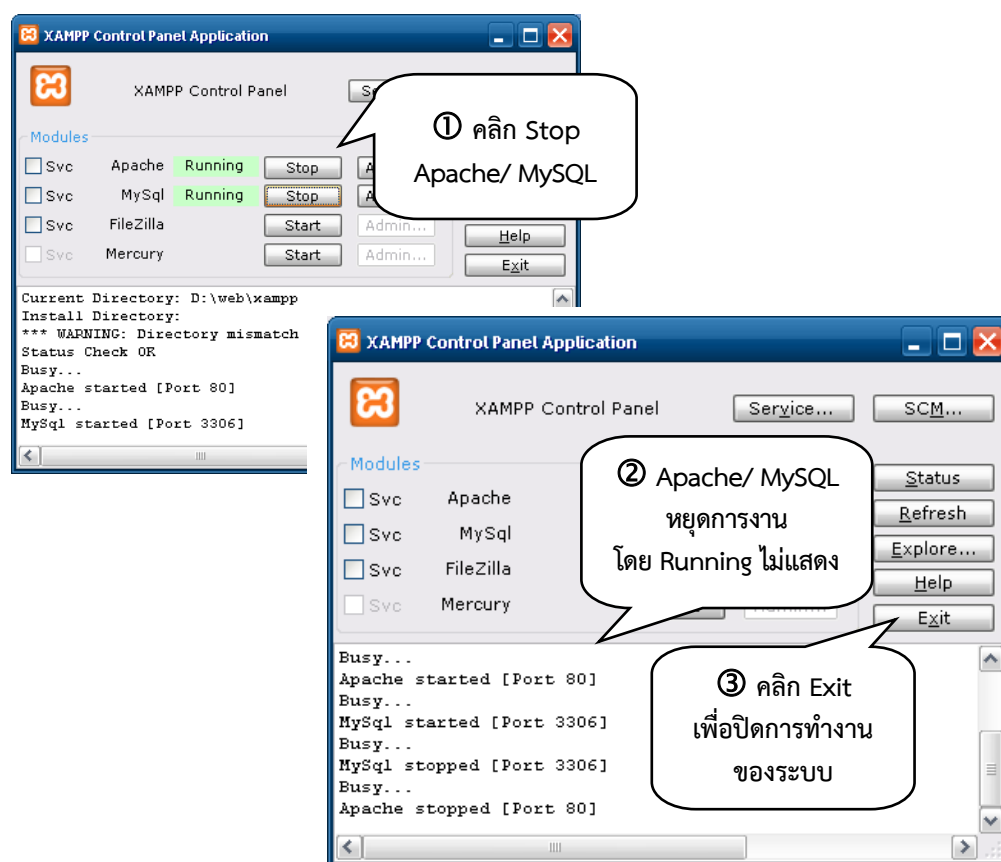 XAMPP Control Panel Application
XAMPP Control Panel
Modules
Svc Apache Running Stop
Svc MySql Running Stop
Svc FileZilla Start Admin...
Svc Mercury Start Admin...
Help
Exit
① คลิก Stop
Apache/ MySQL
Current Directory: D:\web\xampp
Install Directory:
*** WARNING: Directory mismatch
Status Check OK
Busy...
Apache started [Port 80]
Busy...
MySql started [Port 3306]
XAMPP Control Panel Application
XAMPP Control Panel Service... SCM...
Modules
Svc Apache
Svc MySql
Svc FileZilla
Svc Mercury
Status
Refresh
Explore...
Help
Exit
② Apache/ MySQL
หยุดการงาน
โดย Running ไม่แสดง
Busy...
Apache started [Port 80]
Busy...
MySql started [Port 3306]
Busy...
MySql stopped [Port 3306]
Busy...
Apache stopped [Port 80]
③ คลิก Exit
เพื่อปิดการทำงาน
ของระบบ